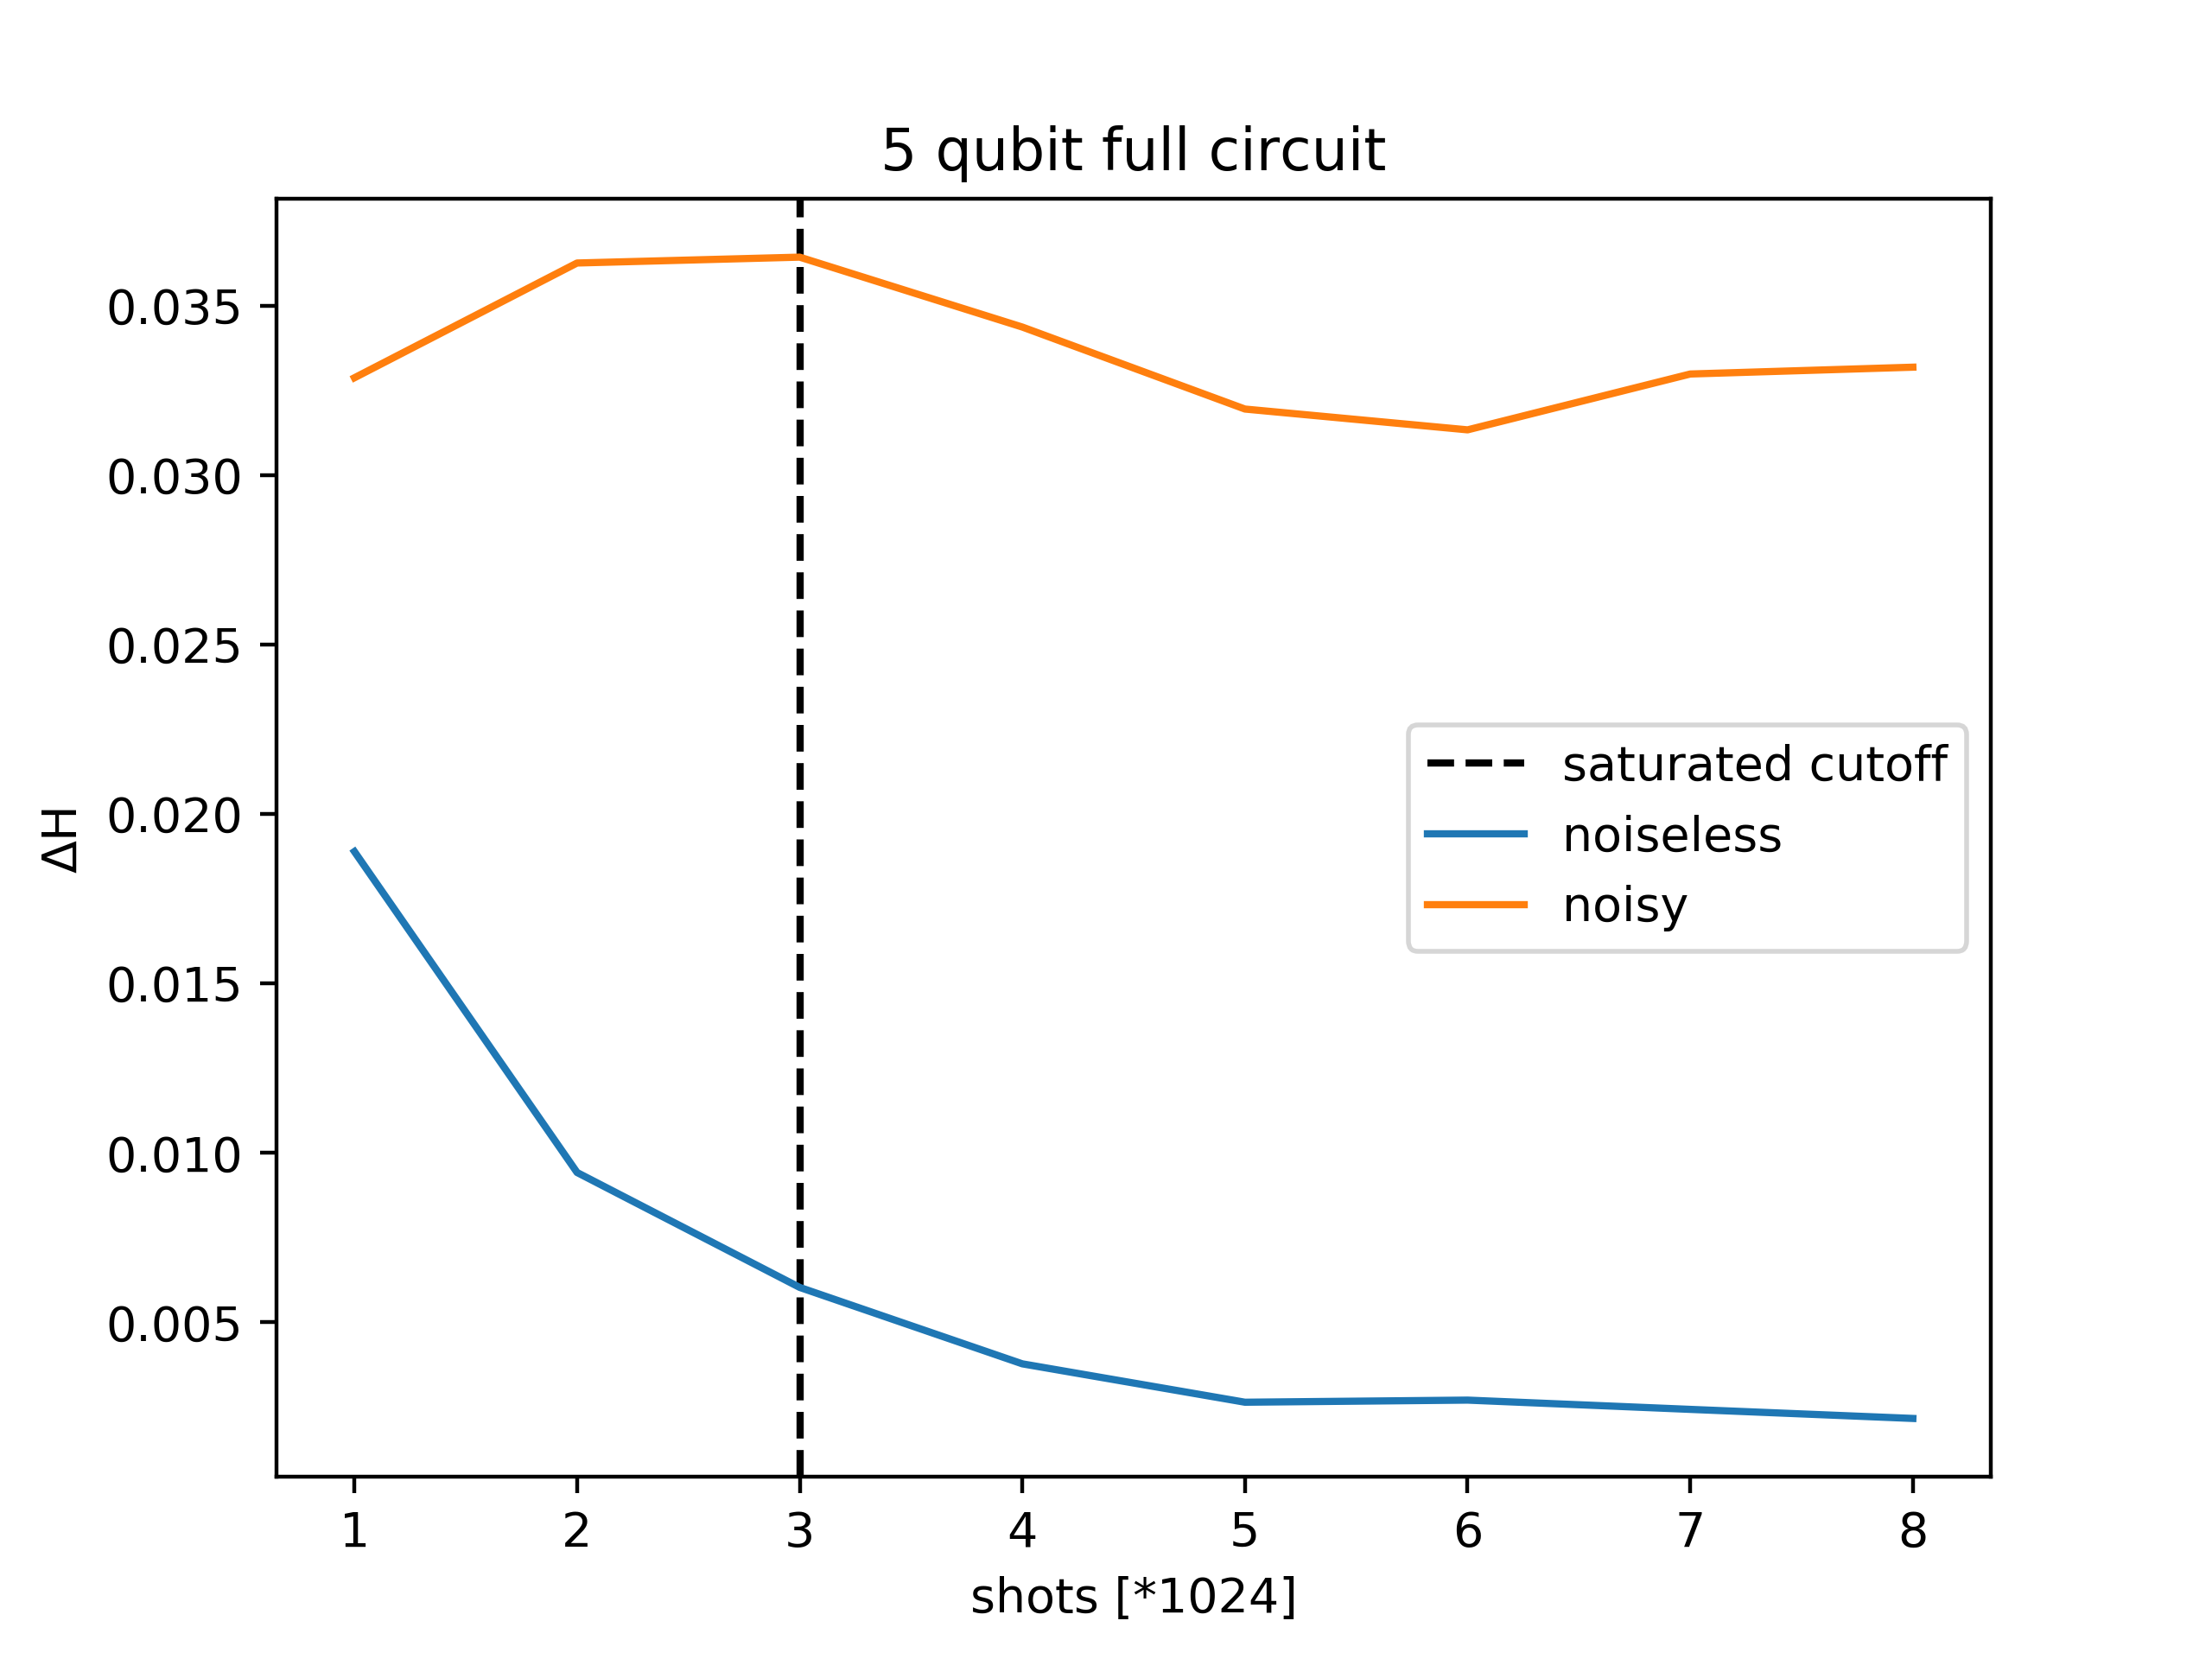 5 qubit full circuit
0.035
0.030
0.025
0.020
0.015
0.010
0.005
ΔH
saturated cutoff
noiseless
noisy
1 2 3 4 5 6 7 8
shots [*1024]